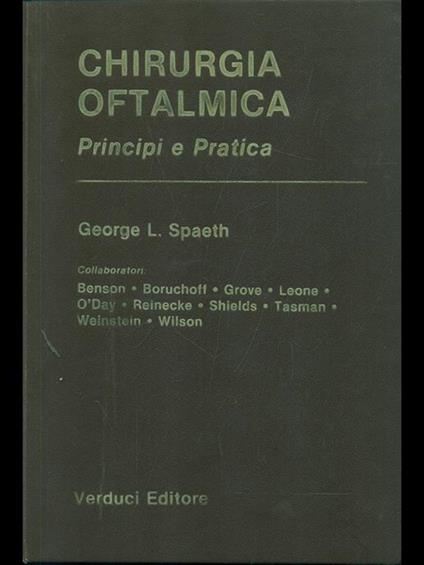 CHIRURGIA
OFTALMICA
Principi e Pratica
George L. Spaeth
Collaboratori:
Benson • Boruchoff • Grove • Leone •
O'Day • Reinecke • Shields • Tasman •
Weinstein • Wilson
Verduci Editore